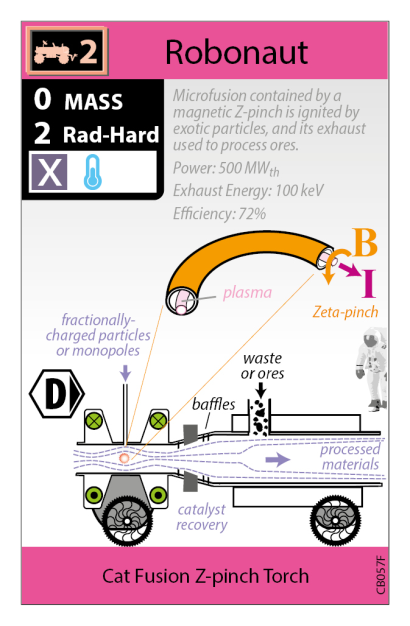 2
Robonaut
0 MASS
2 Rad-Hard
X
Microfusion contained by a
magnetic Z-pinch is ignited by
exotic particles, and its exhaust
used to process ores.
Power: 500 MWth
Exhaust Energy: 100 keV
Efficiency: 72%
B
I
plasma
Zeta-pinch
fractionally-
charged particles
or monopoles
waste
or ores
D
baffles
processed
materials
catalyst
recovery
Cat Fusion Z-pinch Torch
CB057F